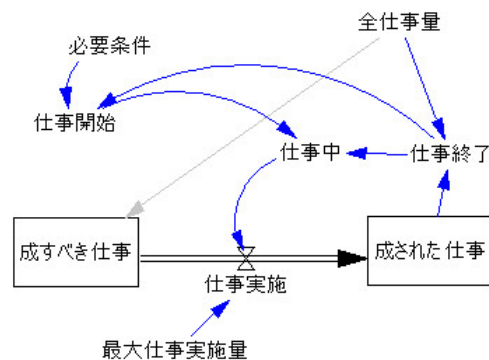 全仕事量
必要条件
仕事開始
仕事中
仕事終了
成すべき仕事
成された仕事
仕事実施
最大仕事実施量